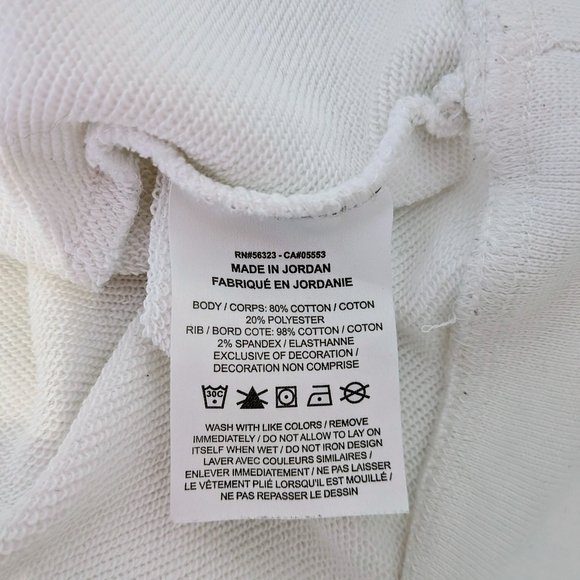 RN#56323 - CA#05553
MADE IN JORDAN
FABRIQUÉ EN JORDANIE
BODY / CORPS: 80% COTTON / COTON
20% POLYESTER
RIB / BORD COTE: 98% COTTON / COTON
2% SPANDEX / ELASTHANNE
EXCLUSIVE OF DECORATION /
DECORATION NON COMPRISE
30C
WASH WITH LIKE COLORS / REMOVE
IMMEDIATELY / DO NOT ALLOW TO LAY ON
ITSELF WHEN WET / DO NOT IRON DESIGN
LAVER AVEC COULEURS SIMILAIRES /
ENLEVER IMMEDIATEMENT / NE PAS LAISSER
LE VÊTEMENT PLIÉ LORSQU'IL EST MOUILLÉ /
NE PAS REPASSER LE DESSIN